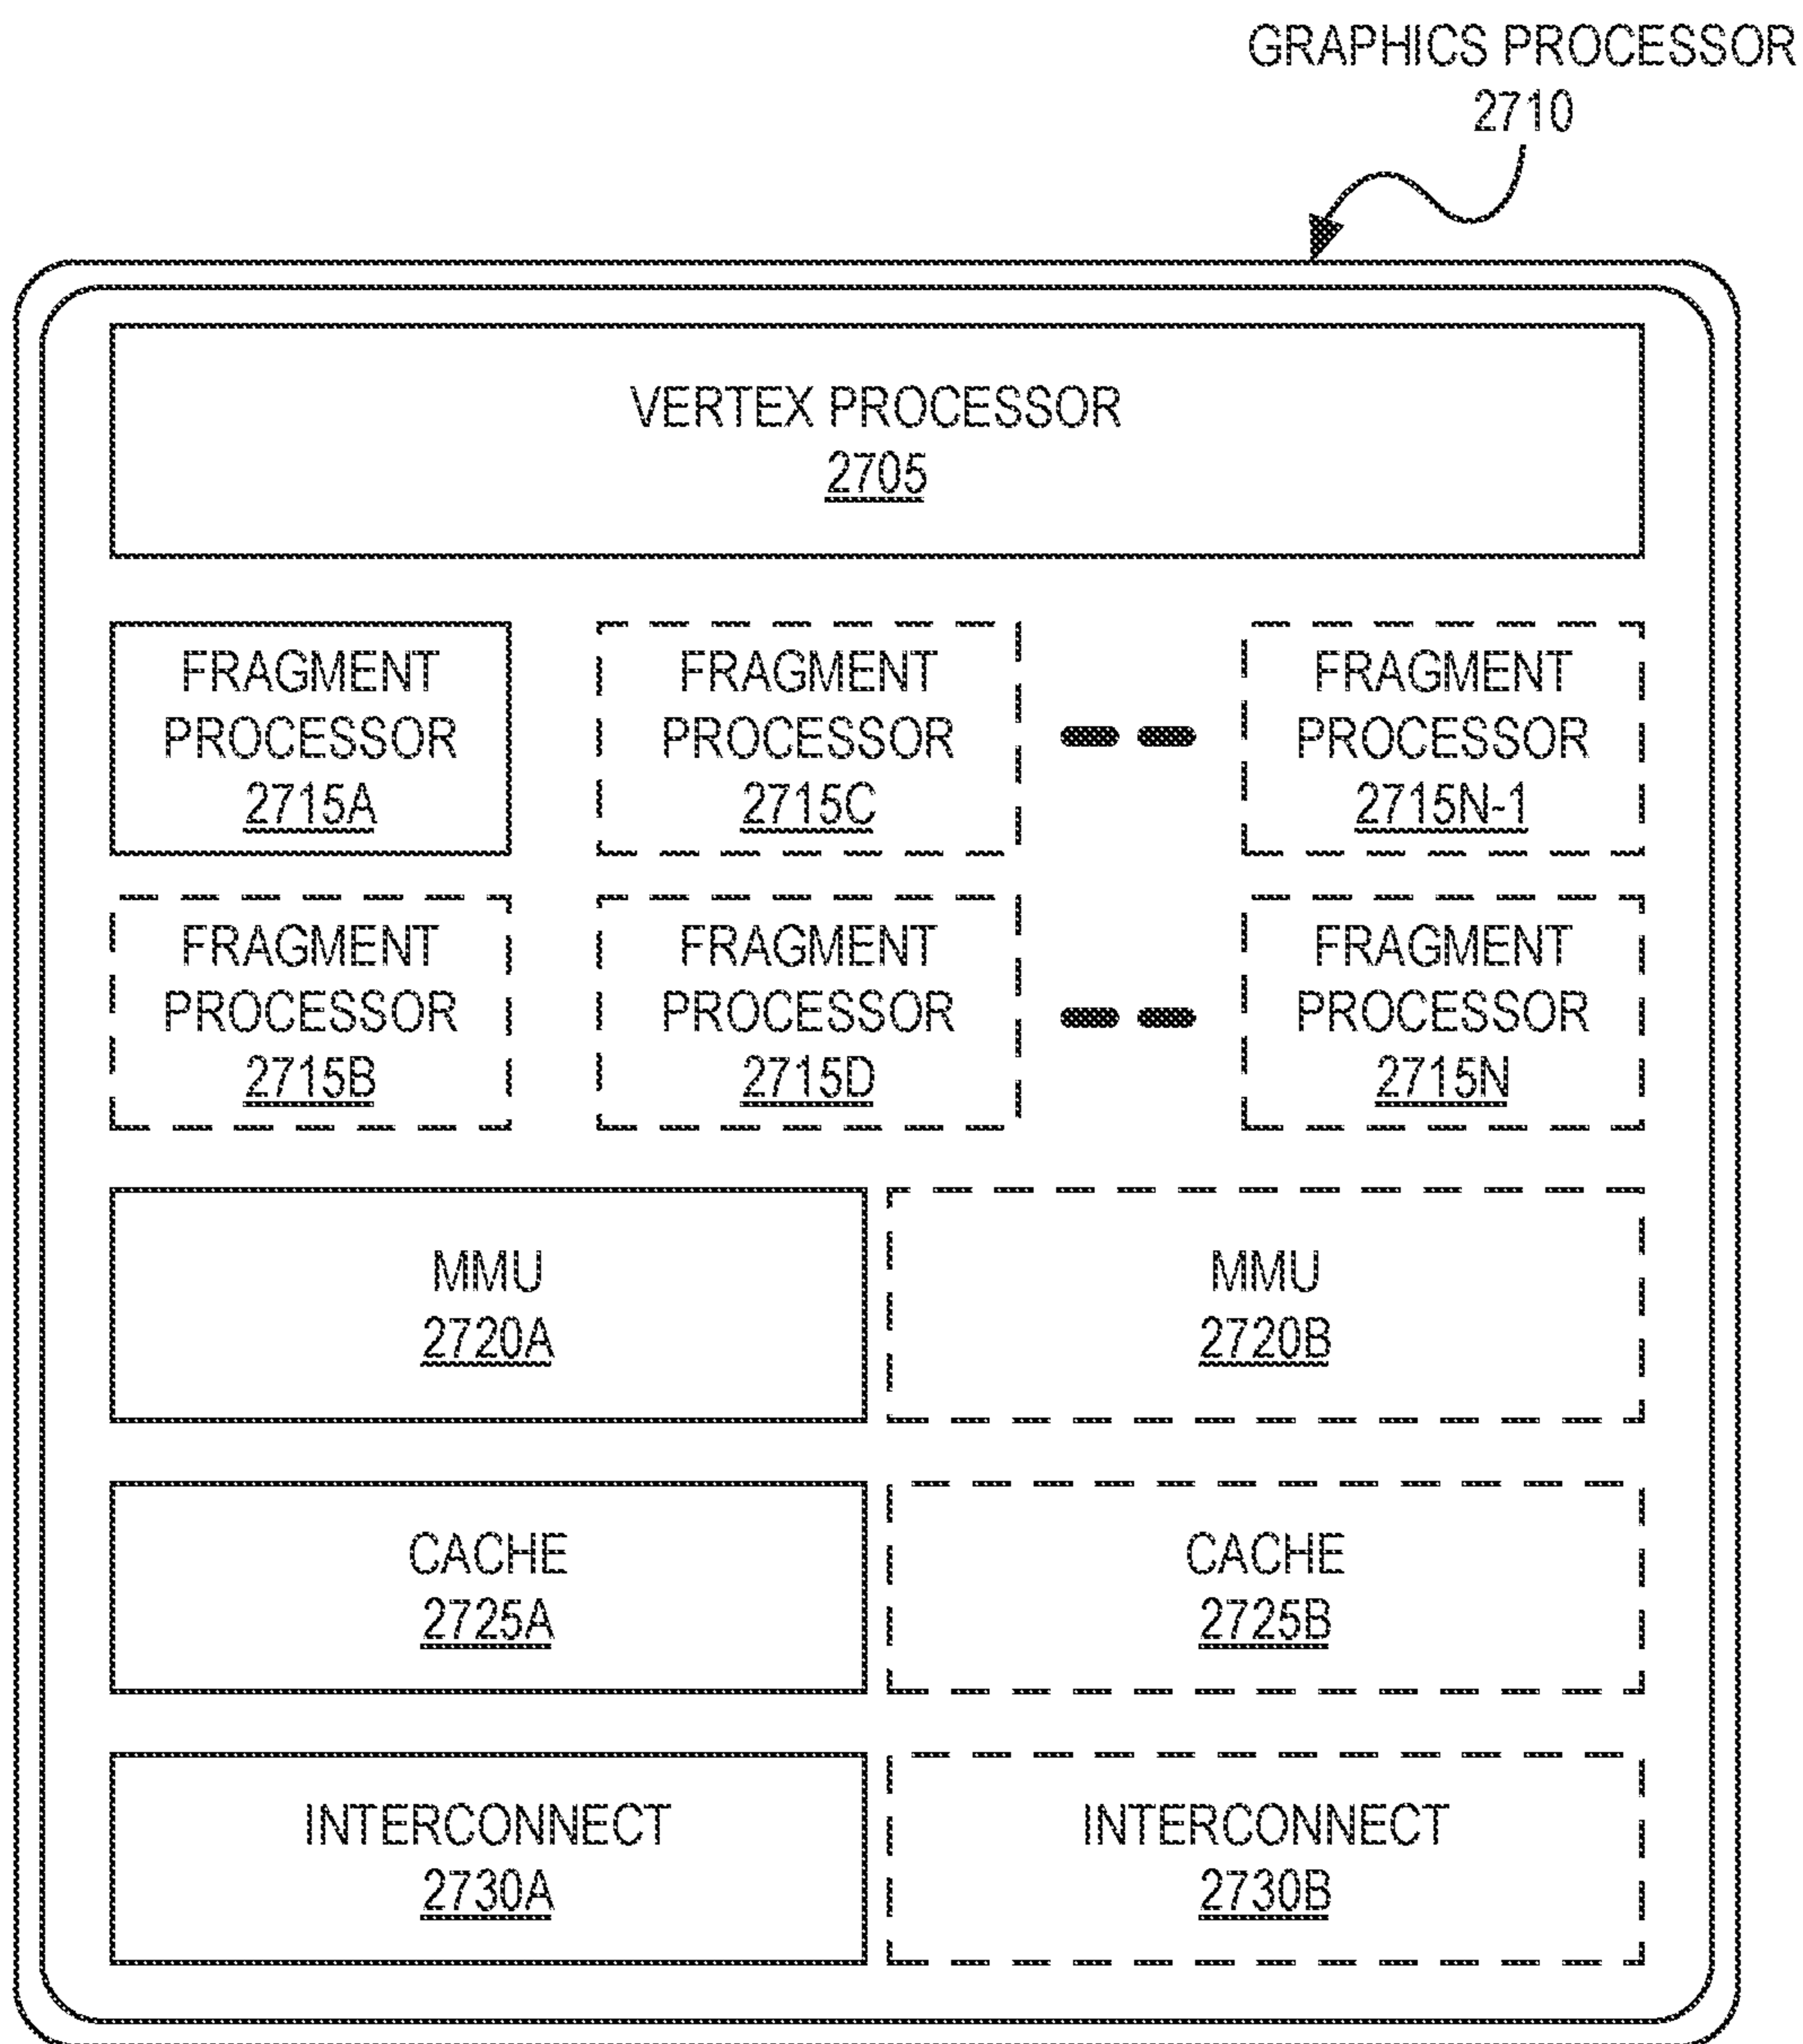 GRAPHICS PROCESSOR
2710
VERTEX PROCESSOR
2705
FRAGMENT
PROCESSOR
2715A
FRAGMENT
PROCESSOR
2715C
FRAGMENT
PROCESSOR
2715N-1
FRAGMENT
PROCESSOR
2715B
FRAGMENT
PROCESSOR
2715D
FRAGMENT
PROCESSOR
2715N
MMU
2720A
MMU
2720B
CACHE
2725A
CACHE
2725B
INTERCONNECT
2730A
INTERCONNECT
2730B